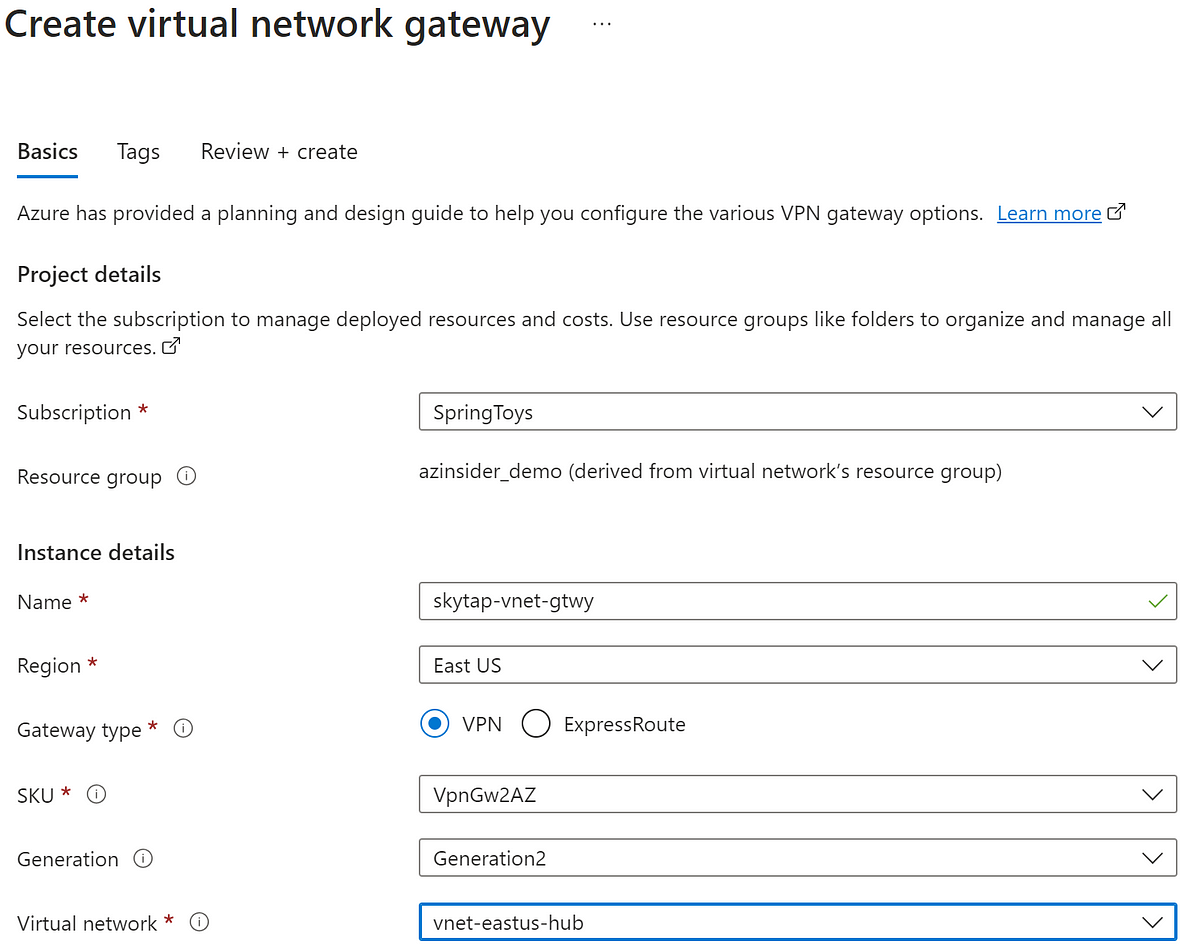 Create virtual network gateway ...
Basics Tags Review + create
Azure has provided a planning and design guide to help you configure the various VPN gateway options. Learn more
Project details
Select the subscription to manage deployed resources and costs. Use resource groups like folders to organize and manage all
your resources.
Subscription * SpringToys
Resource group azinsider_demo (derived from virtual network’s resource group)
Instance details
Name * skytap-vnet-gtwy
Region * East US
Gateway type * VPN ExpressRoute
SKU * VpnGw2AZ
Generation Generation2
Virtual network * vnet-eastus-hub